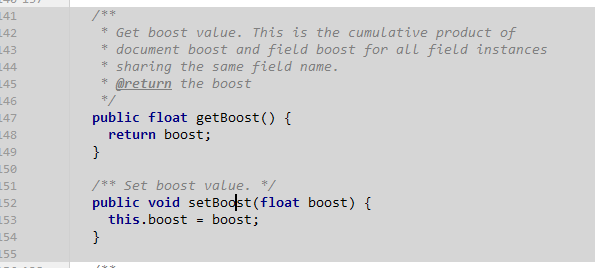 141 /**
142 * Get boost value. This is the cumulative product of
143 * document boost and field boost for all field instances
144 * sharing the same field name.
145 * @return the boost
146 */
147 public float getBoost() {
148 return boost;
149 }
150
151 /** Set boost value. */
152 public void setBoost(float boost) {
153 this.boost = boost;
154 }
155
/**